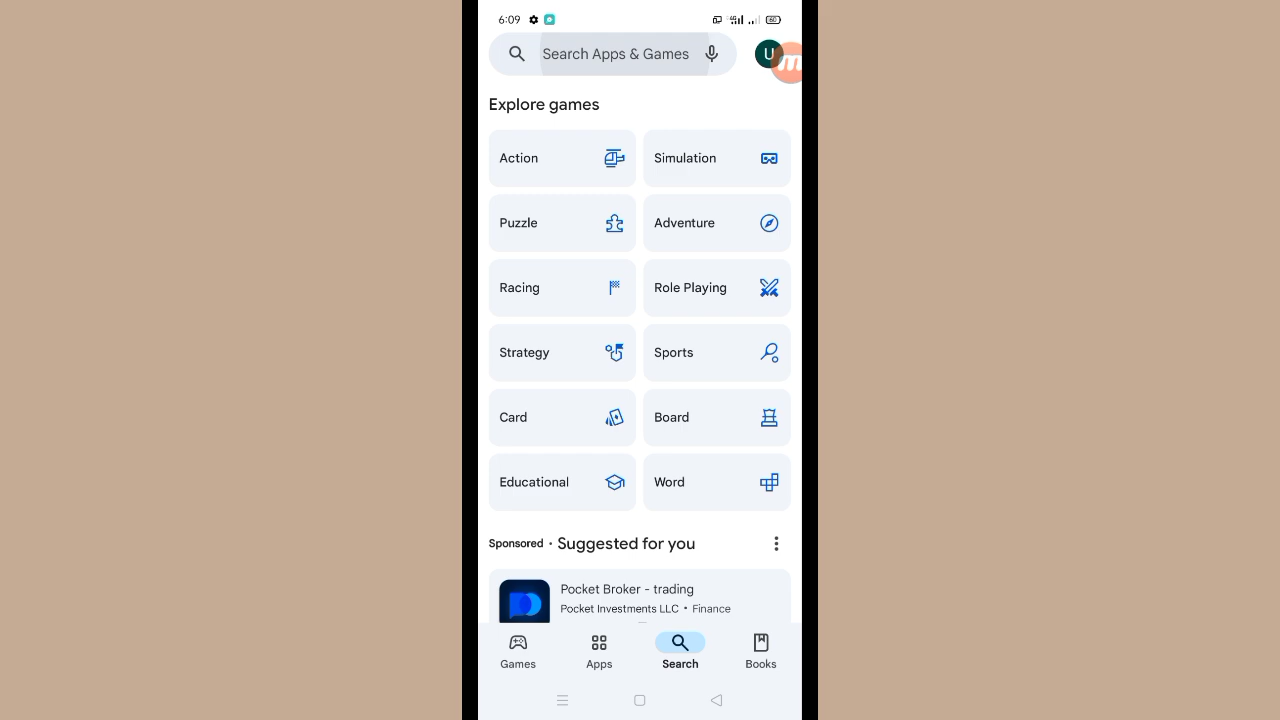 6:09
60
Search Apps & Games
U
m
Explore games
Action
Simulation
Puzzle
Adventure
Racing
Role Playing
Strategy
Sports
Card
Board
Educational
Word
Sponsored • Suggested for you
Pocket Broker - trading
Pocket Investments LLC • Finance
Games
Apps
Search
Books